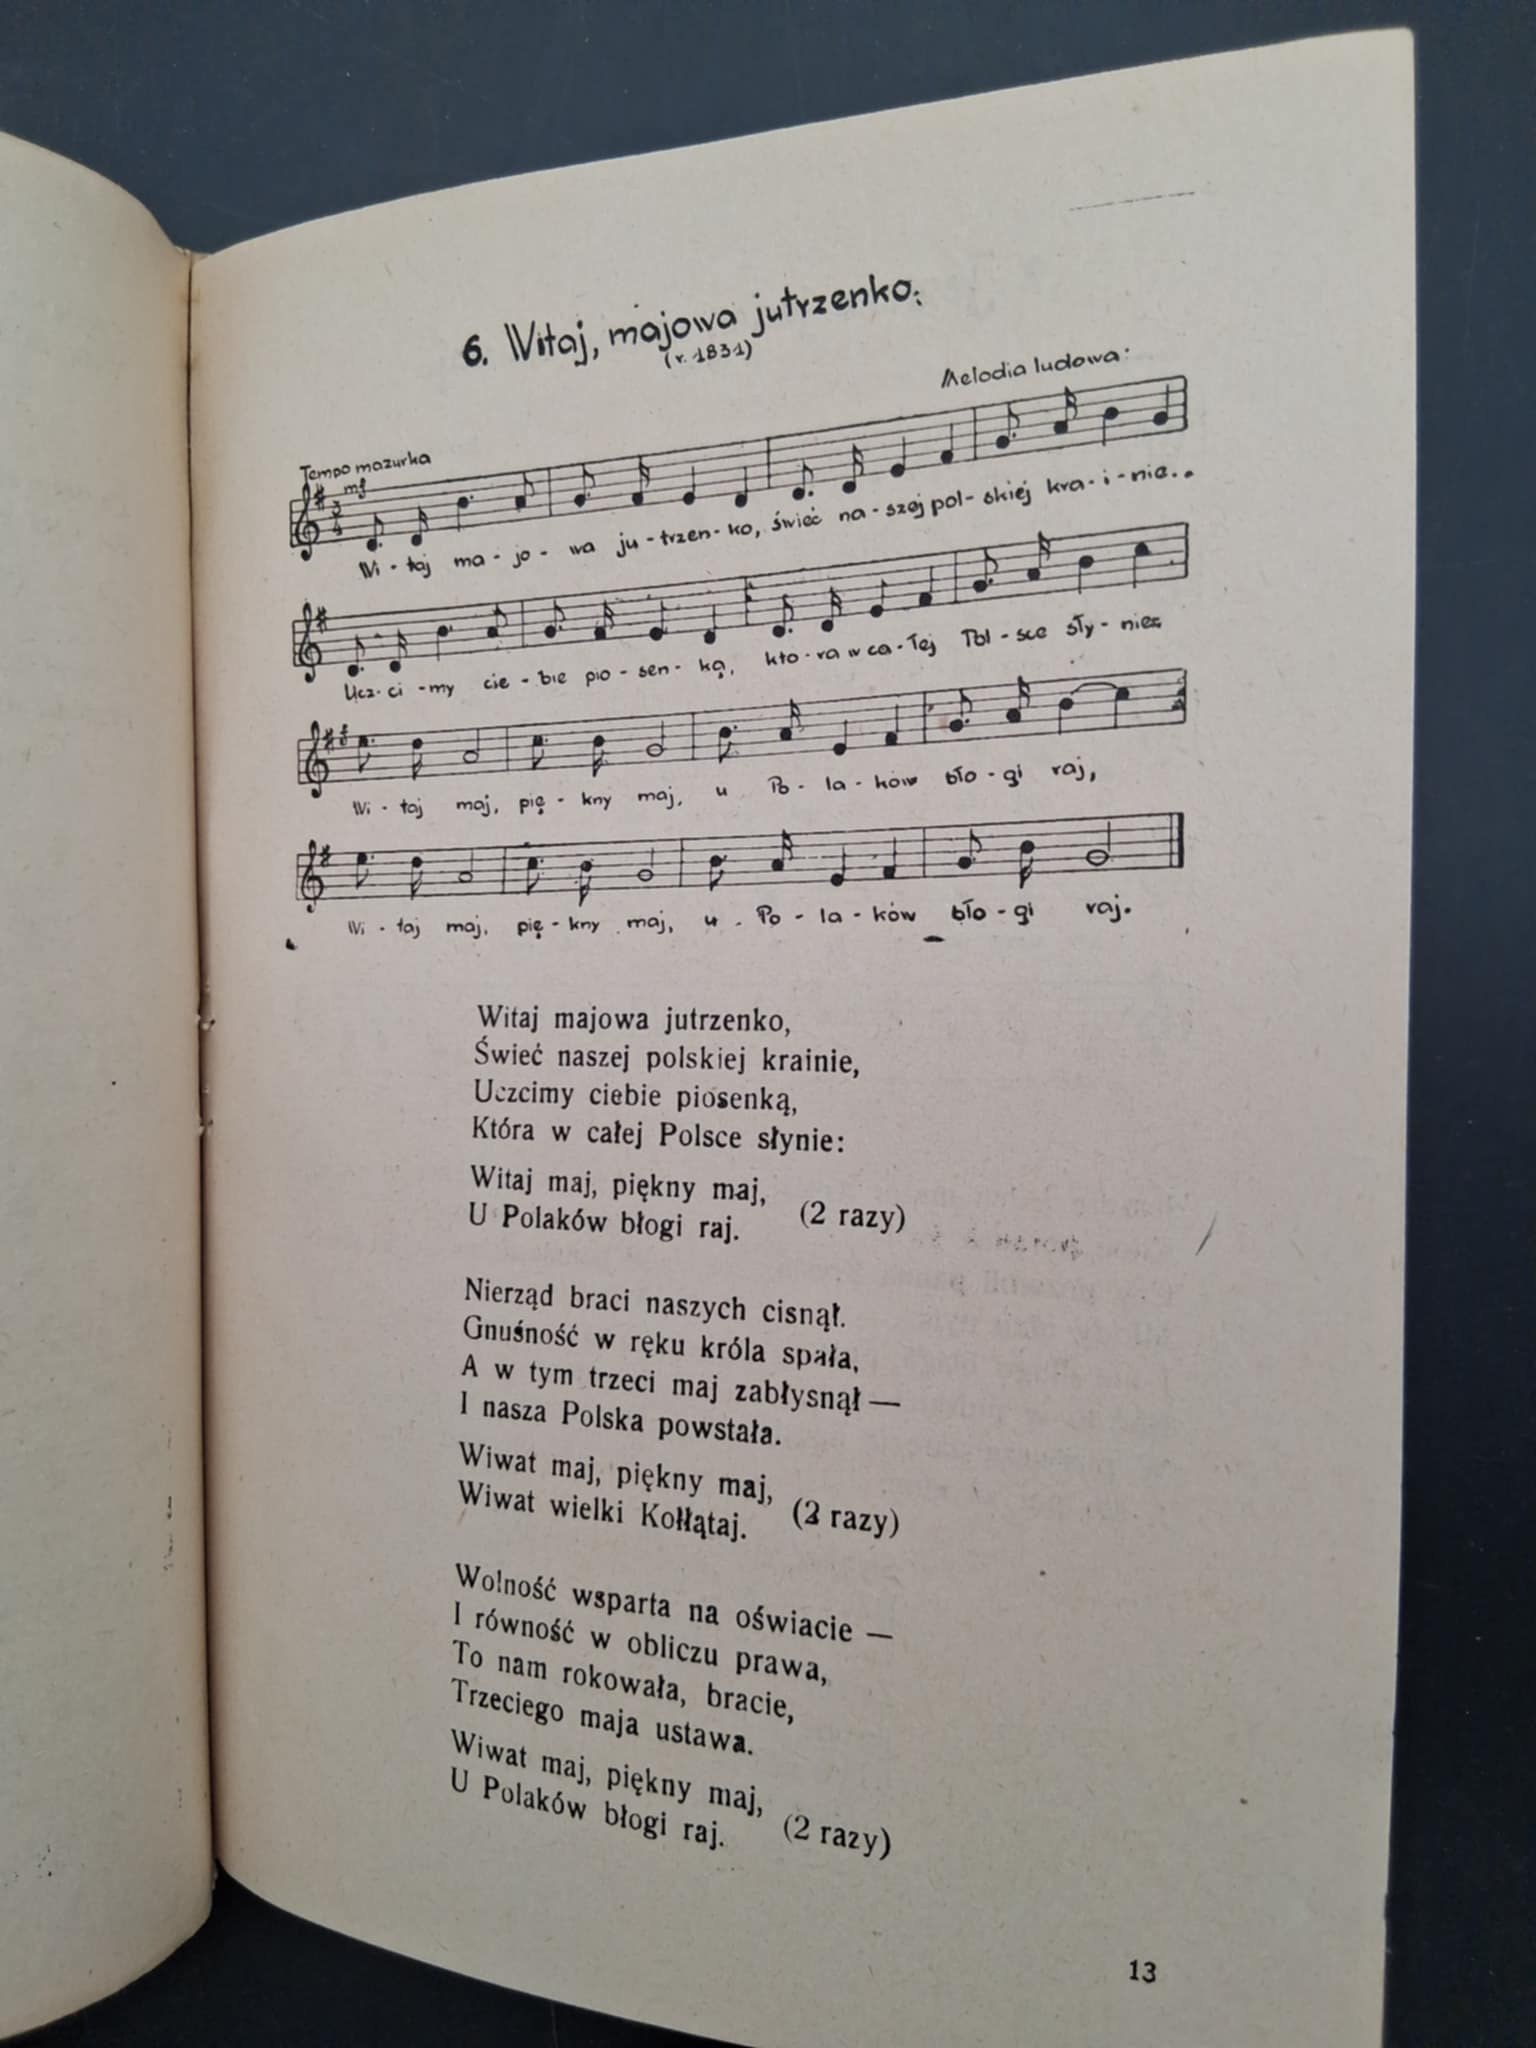 6. Witaj, majowa jutrzenko.
(r. 1831)
Melodia ludowa.
Tempo mazurka
mf
3
4
Wi - taj ma - jo - wa ju - trzen - ko, świeć na - szej pol - skiej kra - i - nie..
Ucz - ci - my cie - bie pio - sen - ką, któ - ra w ca - łej Pol - sce sły - nie:
Wi - taj maj, pię - kny maj, u Po - la - ków bło - gi raj,
Wi - taj maj, pię - kny maj, u Po - la - ków bło - gi raj.
Witaj majowa jutrzenko,
Świeć naszej polskiej krainie,
Uczcimy ciebie piosenką,
Która w całej Polsce słynie:
Witaj maj, piękny maj,
U Polaków błogi raj. (2 razy)
Nierząd braci naszych cisnął.
Gnuśność w ręku króla spała,
A w tym trzeci maj zabłysnął —
I nasza Polska powstała.
Wiwat maj, piękny maj,
Wiwat wielki Kołłątaj. (2 razy)
Wolność wsparta na oświacie —
I równość w obliczu prawa,
To nam rokowała, bracie,
Trzeciego maja ustawa.
Wiwat maj, piękny maj,
U Polaków błogi raj. (2 razy)
13